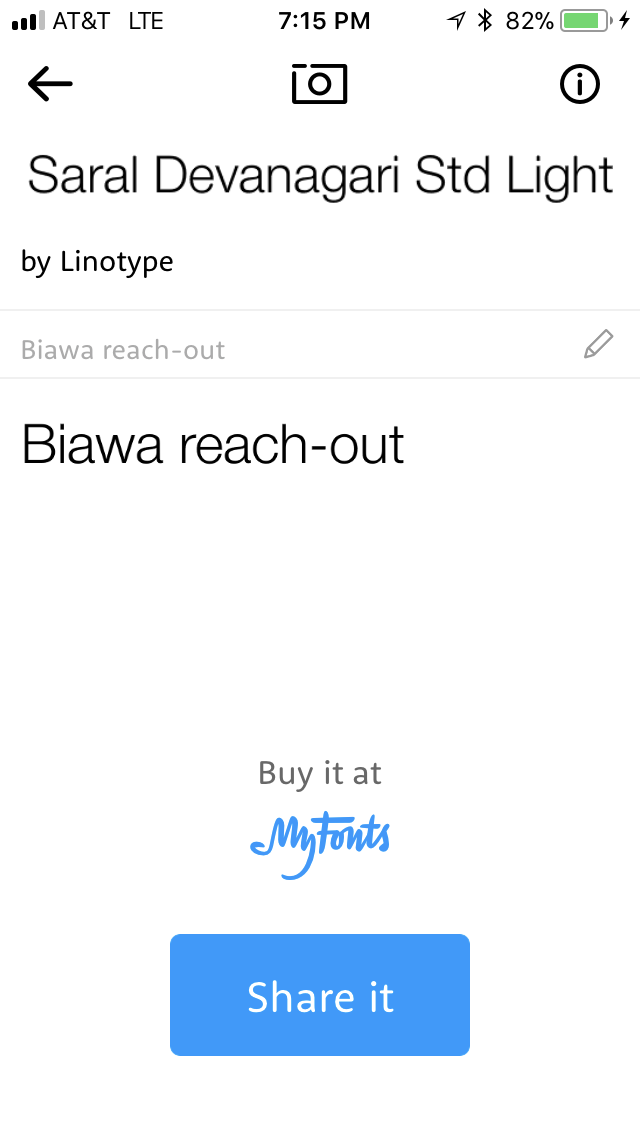 AT&T LTE 7:15 PM 82%
Saral Devanagari Std Light
by Linotype
Biawa reach-out
Biawa reach-out
Buy it at
MyFonts
Share it